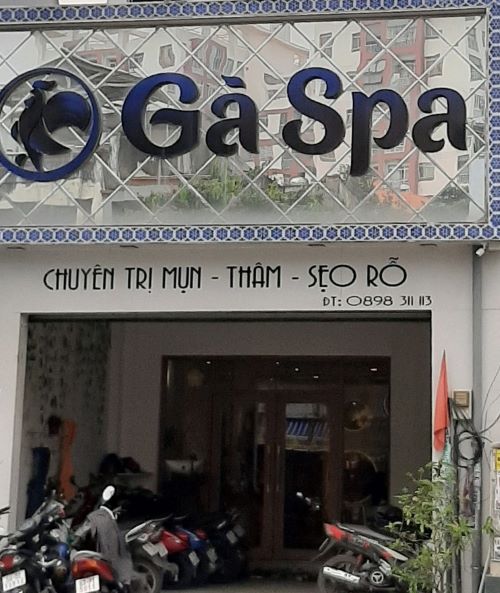 Gà Spa
CHUYÊN TRỊ MỤN - THÂM - SẸO RỖ
ĐT: 0898 311 113